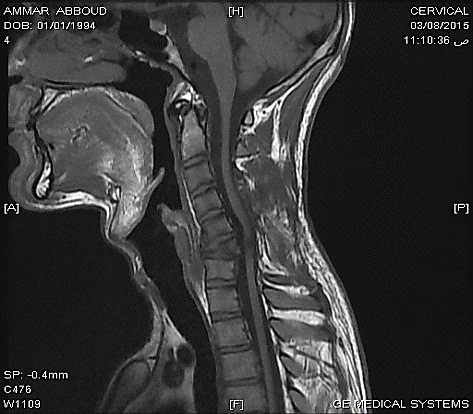 AMMAR ABBOUD
DOB: 01/01/1994
4
[H]
CERVICAL
03/08/2015
11:10:36 ص
[A]
[P]
SP: -0.4mm
C476
W1109
[F]
GE MEDICAL SYSTEMS